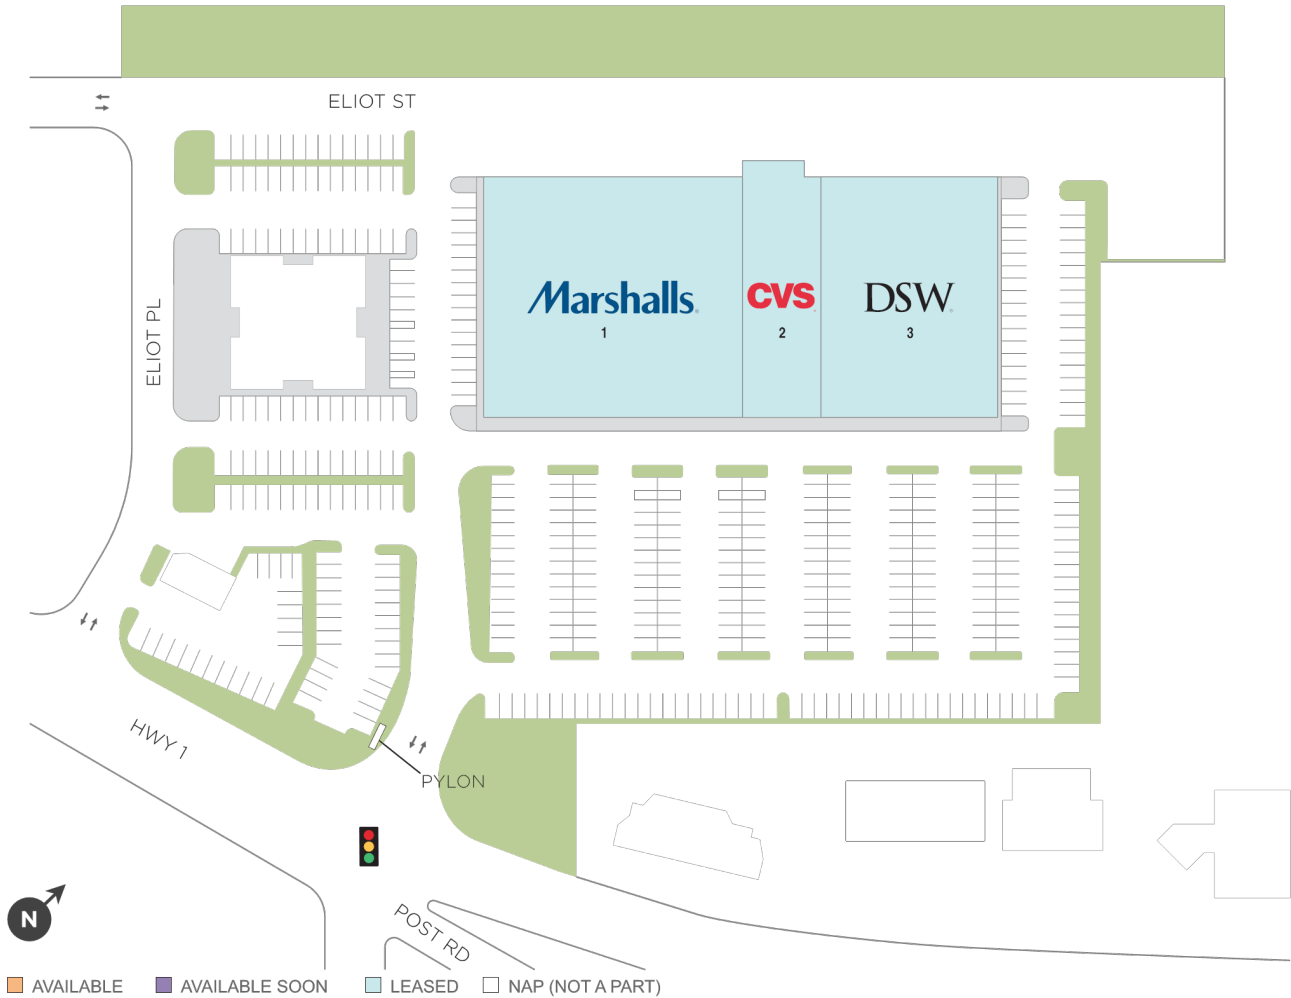 ELIOT ST
ELIOT PL
Marshalls
1
CVS
2
DSW
3
HWY 1
PYLON
POST RD
N
AVAILABLE
AVAILABLE SOON
LEASED
NAP (NOT A PART)